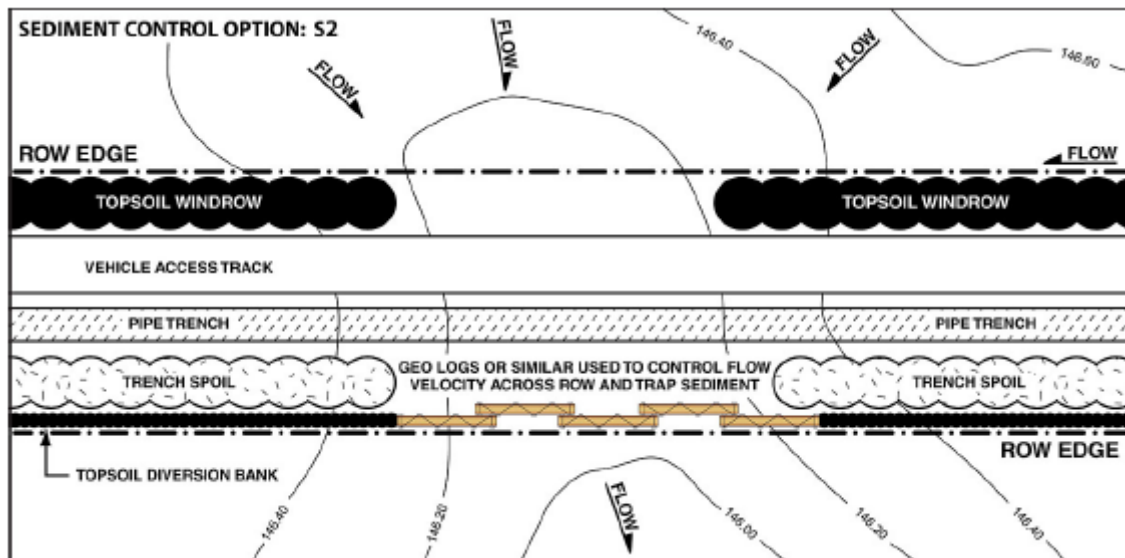 SEDIMENT CONTROL OPTION: S2
FLOW
FLOW
146.40
FLOW
146.60
ROW EDGE
FLOW
TOPSOIL WINDROW
TOPSOIL WINDROW
VEHICLE ACCESS TRACK
PIPE TRENCH
PIPE TRENCH
TRENCH SPOIL
GEO LOGS OR SIMILAR USED TO CONTROL FLOW
VELOCITY ACROSS ROW AND TRAP SEDIMENT
TRENCH SPOIL
ROW EDGE
TOPSOIL DIVERSION BANK
146.40
146.20
FLOW
146.00
146.20
146.40